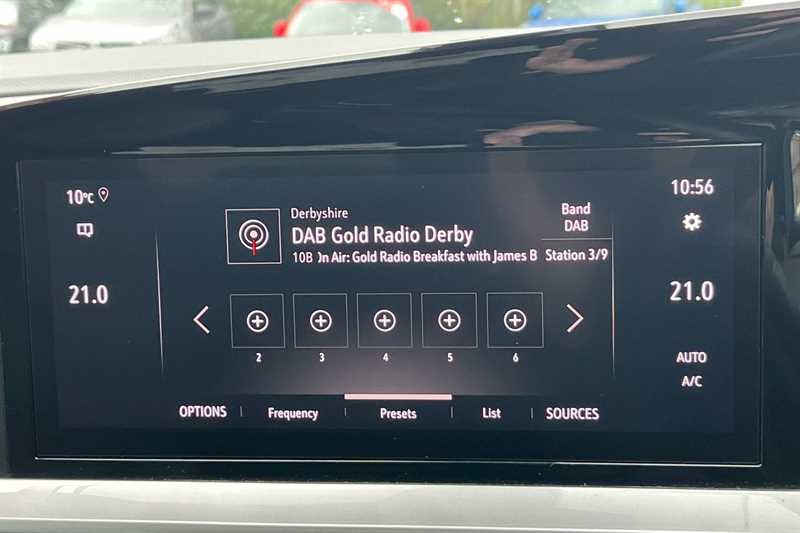 10°C
10:56
Derbyshire
DAB Gold Radio Derby
10B On Air: Gold Radio Breakfast with James B
Band
DAB
Station 3/9
21.0
21.0
2 3 4 5 6
AUTO
A/C
OPTIONS Frequency Presets List SOURCES